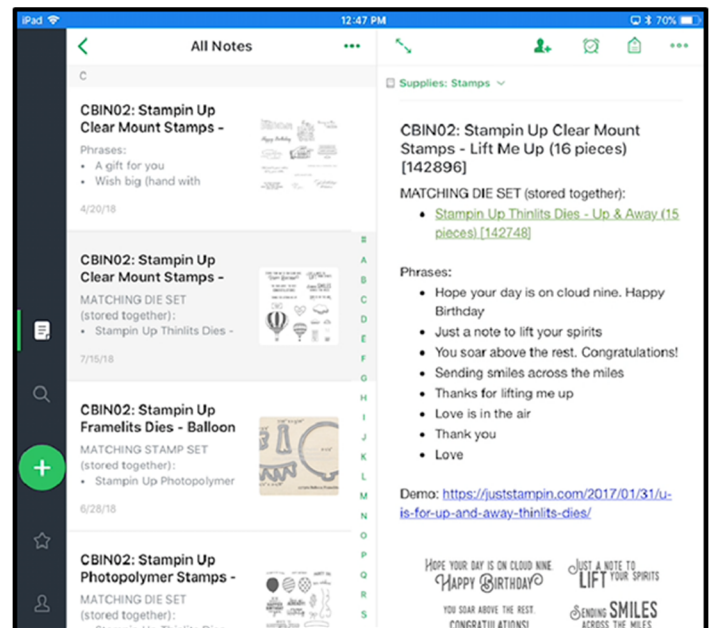 iPad
12:47 PM
70%
All Notes
C
CBIN02: Stampin Up
Clear Mount Stamps -
Phrases:
• A gift for you
• Wish big (hand with
4/20/18
CBIN02: Stampin Up
Clear Mount Stamps -
MATCHING DIE SET
(stored together):
• Stampin Up Thinlits Dies -
7/15/18
CBIN02: Stampin Up
Framelits Dies - Balloon
MATCHING STAMP SET
(stored together):
• Stampin Up Photopolymer
6/28/18
CBIN02: Stampin Up
Photopolymer Stamps -
MATCHING DIE SET
(stored together):
#
A
B
C
D
E
F
G
H
I
J
K
L
M
N
O
P
Q
R
S
Supplies: Stamps
CBIN02: Stampin Up Clear Mount
Stamps - Lift Me Up (16 pieces)
[142896]
MATCHING DIE SET (stored together):
• Stampin Up Thinlits Dies - Up & Away (15
pieces) [142748]
Phrases:
• Hope your day is on cloud nine. Happy
Birthday
• Just a note to lift your spirits
• You soar above the rest. Congratulations!
• Sending smiles across the miles
• Thanks for lifting me up
• Love is in the air
• Thank you
• Love
Demo: https://juststampin.com/2017/01/31/u-
is-for-up-and-away-thinlits-dies/
HOPE YOUR DAY IS ON CLOUD NINE.
HAPPY BIRTHDAY
JUST A NOTE TO
LIFT YOUR SPIRITS
YOU SOAR ABOVE THE REST.
CONGRATULATIONS!
SENDING SMILES
ACROSS THE MILES